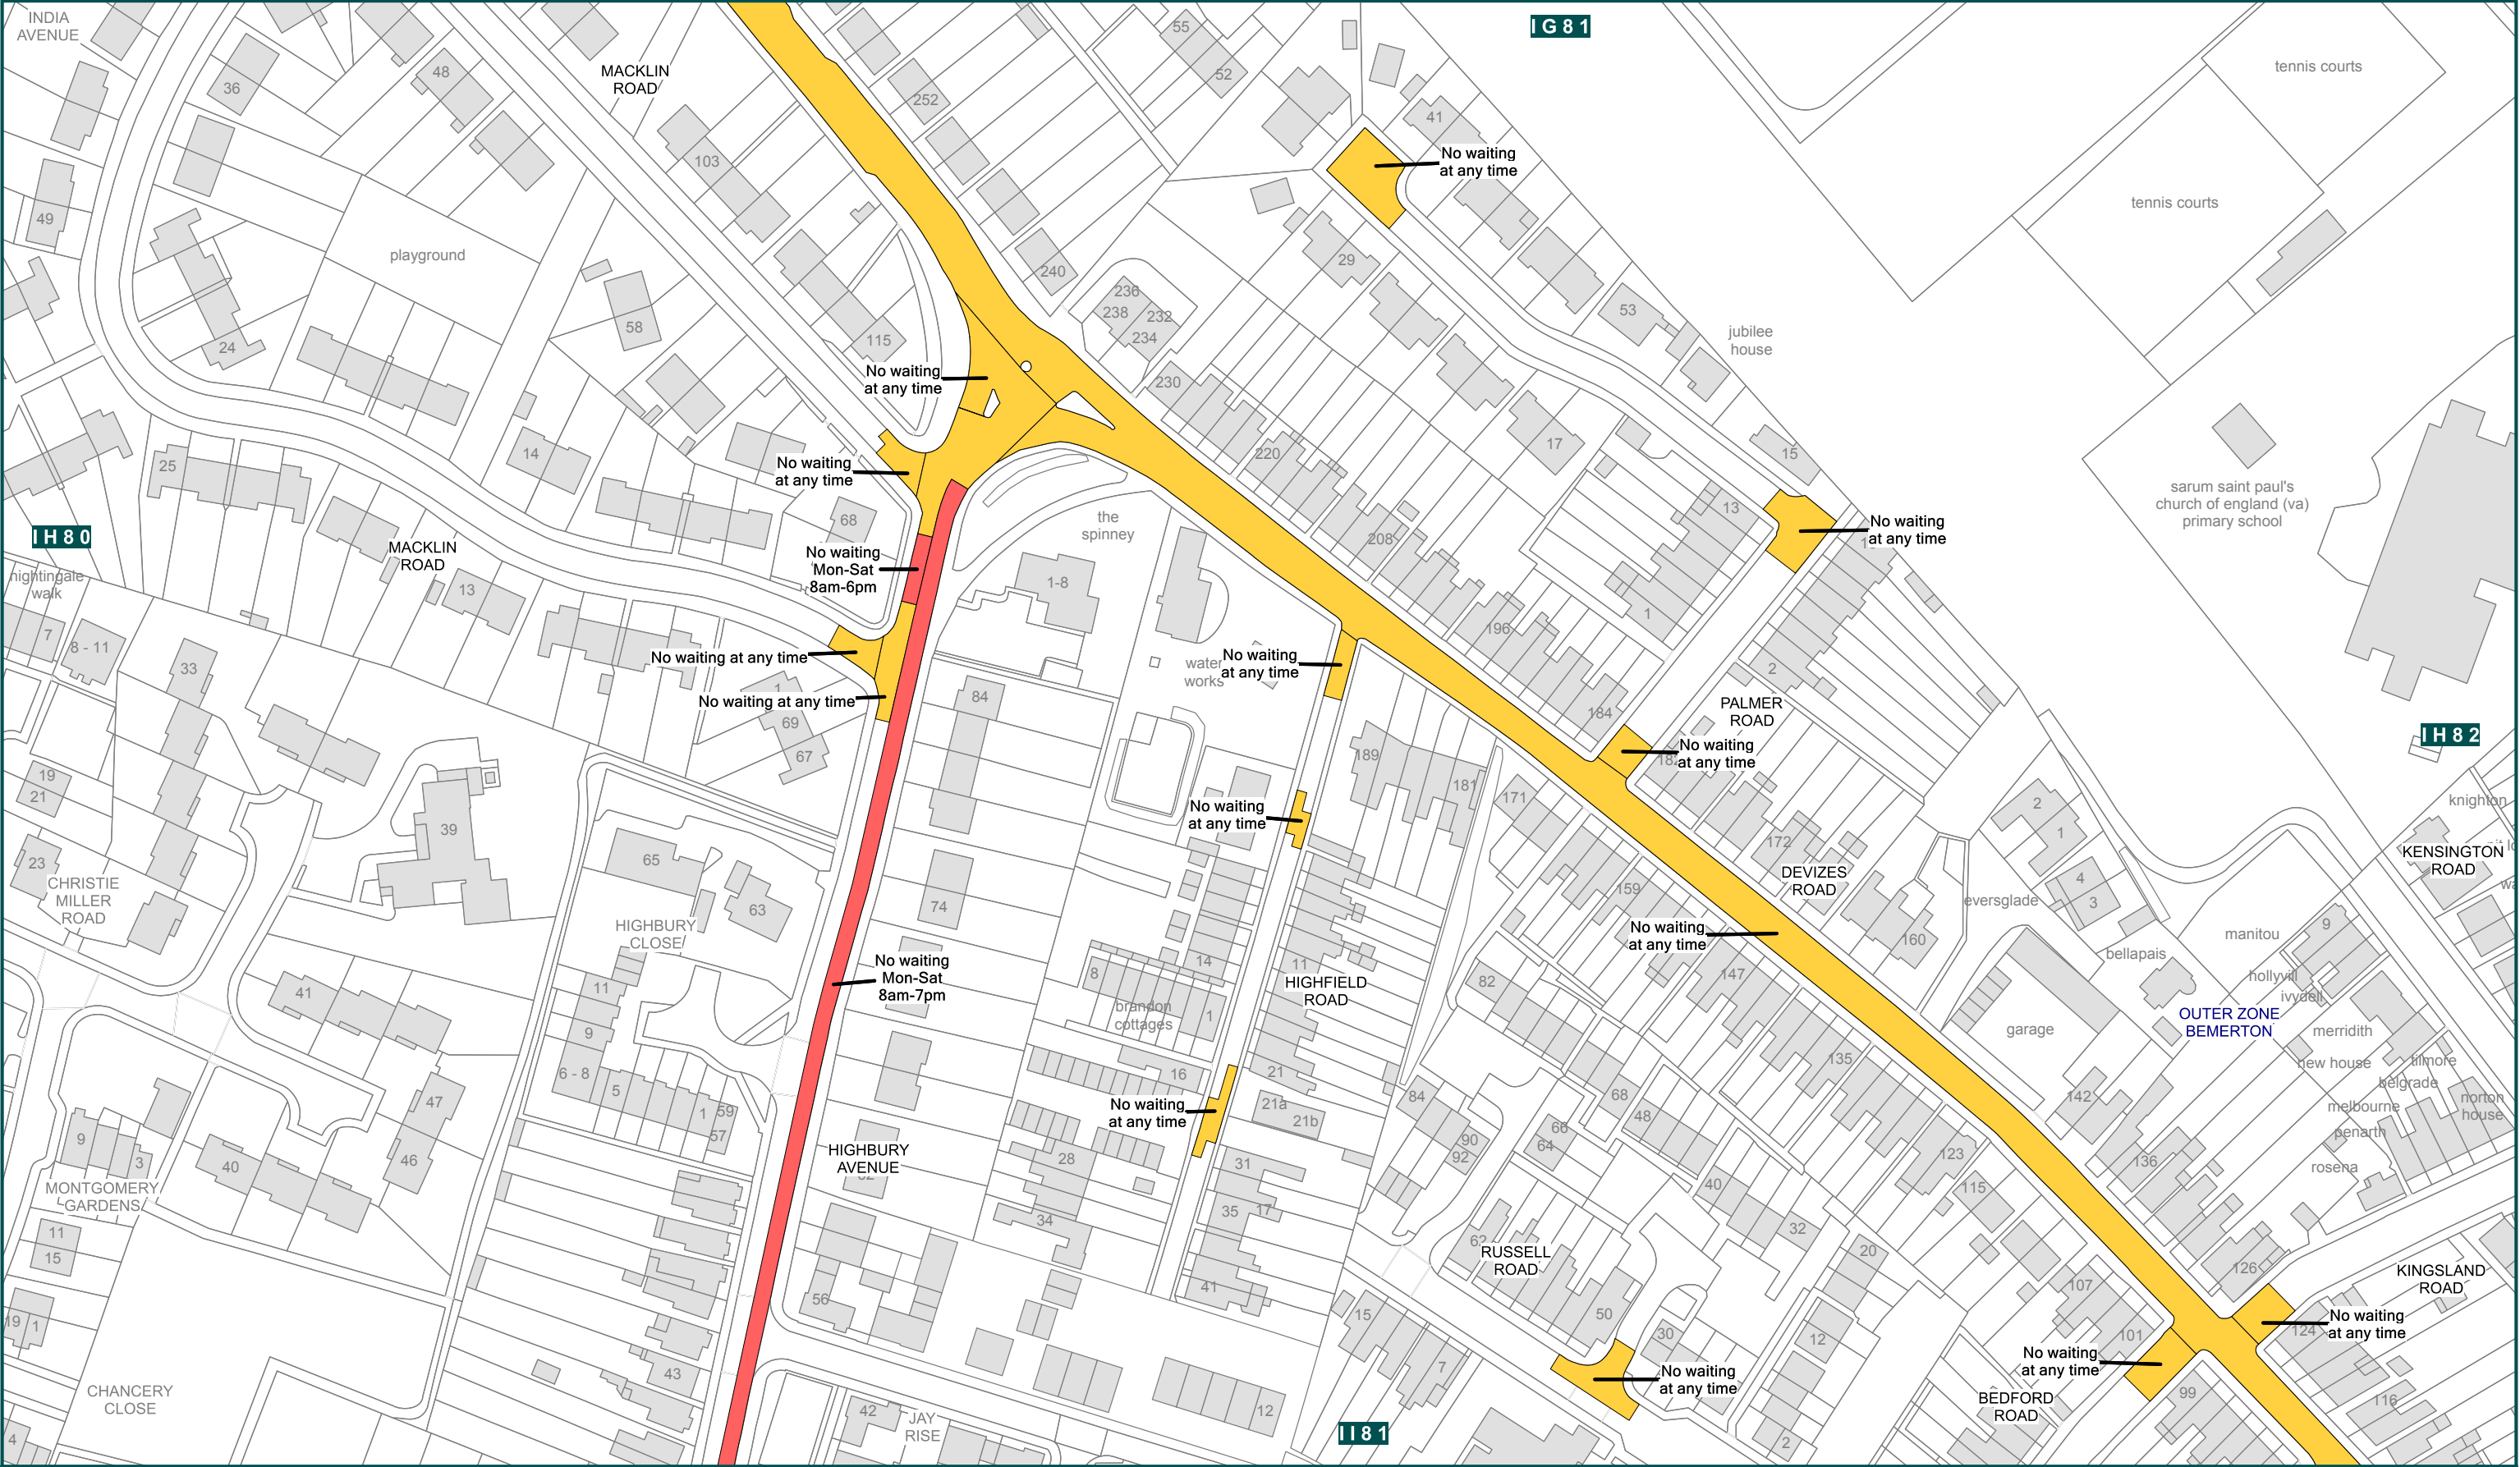 INDIA
AVENUE
IG81
55
52
48
36
MACKLIN
ROAD
tennis courts
252
41
No waiting
at any time
103
tennis courts
49
playground
29
240
236
238
232
234
53
58
jubilee
house
24
115
No waiting
at any time
230
17
14
25
220
15
No waiting
at any time
68
the
spinney
13
sarum saint paul's
church of england (va)
primary school
IH80
208
No waiting
at any time
MACKLIN
ROAD
No waiting
Mon-Sat
8am-6pm
nightingale
walk
13
1-8
1
7
8 - 11
196
33
No waiting at any time
No waiting
at any time
water
works
2
84
1
No waiting at any time
69
67
184
PALMER
ROAD
IH82
No waiting
at any time
182
189
181
171
19
21
No waiting
at any time
2
1
knighton
39
172
65
23
KENSINGTON
ROAD
CHRISTIE
MILLER
ROAD
DEVIZES
ROAD
4
3
159
eversglade
74
63
HIGHBURY
CLOSE
No waiting
at any time
160
9
manitou
bellapais
14
11
147
hollyvill
ivydell
No waiting
Mon-Sat
8am-7pm
8
HIGHFIELD
ROAD
82
41
11
1
brandon
cottages
OUTER ZONE
BEMERTON
garage
merridith
9
6 - 8
5
1
59
57
16
21
135
new house
tilmore
belgrade
47
21a
21b
84
68
48
142
melbourne
norton
house
No waiting
at any time
66
64
90
92
penarth
9
3
40
46
HIGHBURY
AVENUE
62
28
31
123
136
rosena
MONTGOMERY
GARDENS
40
115
34
35
17
32
11
15
62
RUSSELL
ROAD
20
126
KINGSLAND
ROAD
41
107
56
50
15
19
1
30
12
101
124
No waiting
at any time
No waiting
at any time
43
7
No waiting
at any time
CHANCERY
CLOSE
99
116
BEDFORD
ROAD
42
JAY
RISE
12
II81
2
4